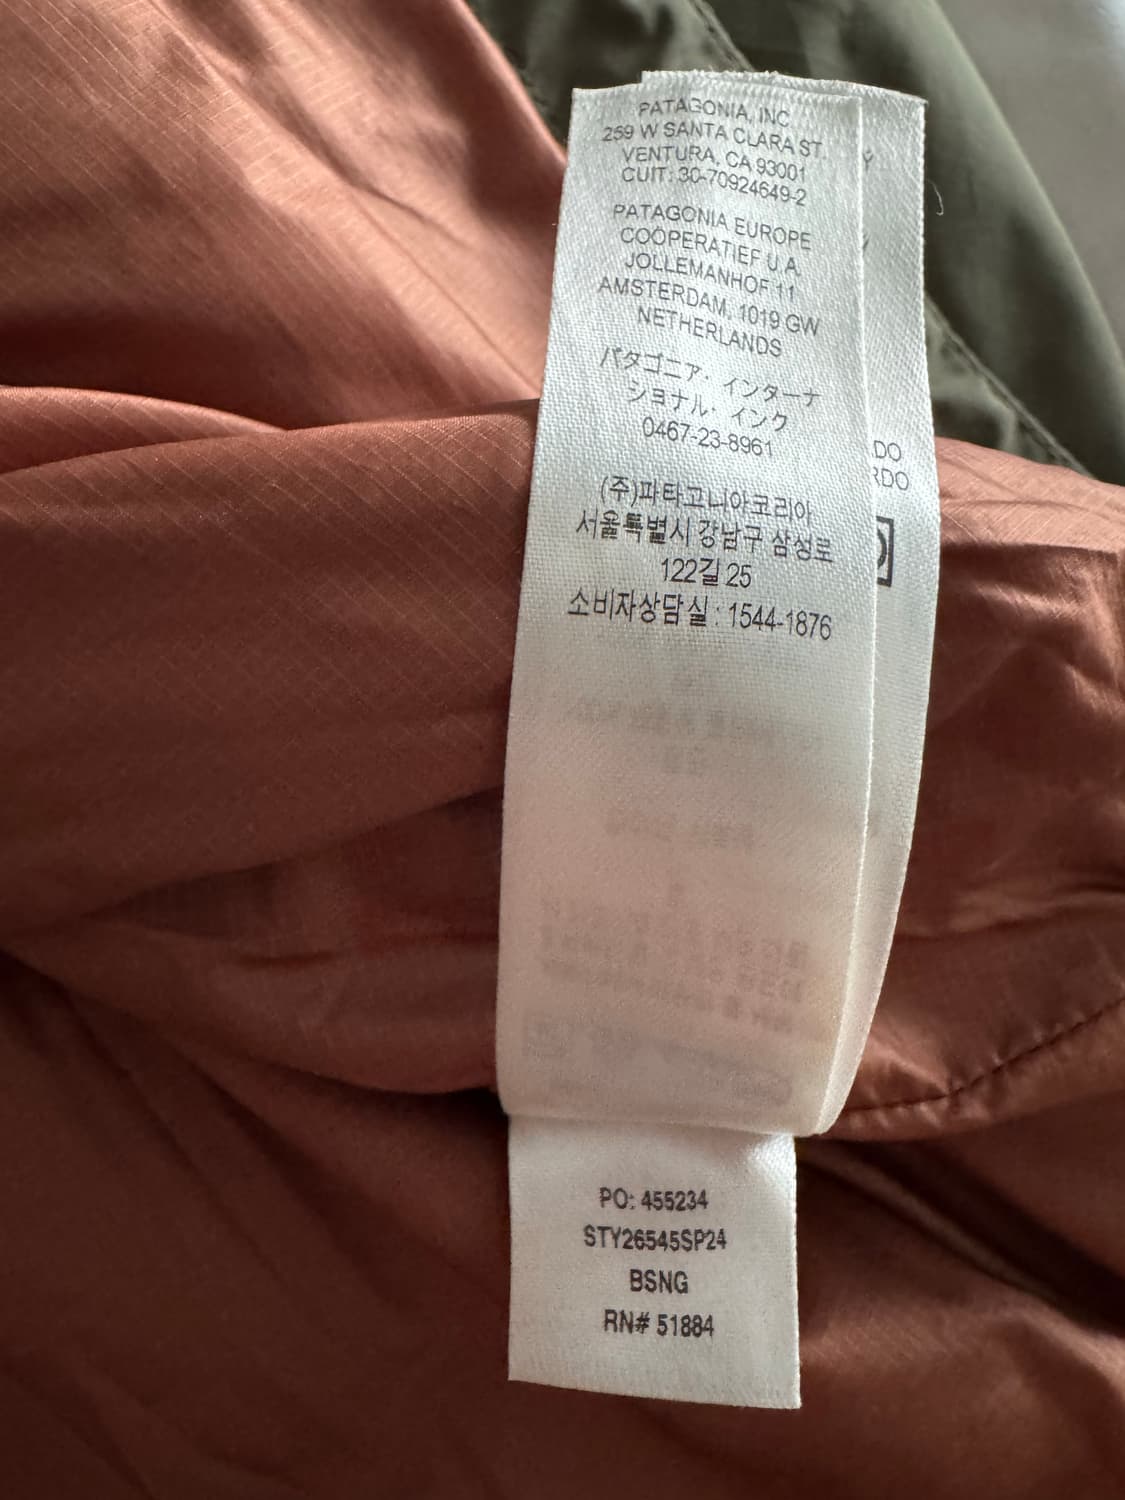 PATAGONIA, INC
259 W SANTA CLARA ST.
VENTURA, CA 93001
CUIT: 30-70924649-2
PATAGONIA EUROPE
COÖPERATIEF U.A.
JOLLEMANHOF 11
AMSTERDAM, 1019 GW
NETHERLANDS
パタゴニア・インターナ
ショナル・インク
0467-23-8961
(주)파타고니아코리아
서울특별시 강남구 삼성로
122길 25
소비자상담실 : 1544-1876
DO
RDO
PO: 455234
STY26545SP24
BSNG
RN# 51884